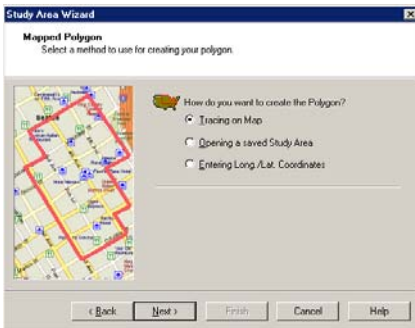 Study Area Wizard
Mapped Polygon
Select a method to use for creating your polygon.
How do you want to create the Polygon?
Tracing on Map
Opening a saved Study Area
Entering Long./Lat. Coordinates
< Back
Next >
Finish
Cancel
Help